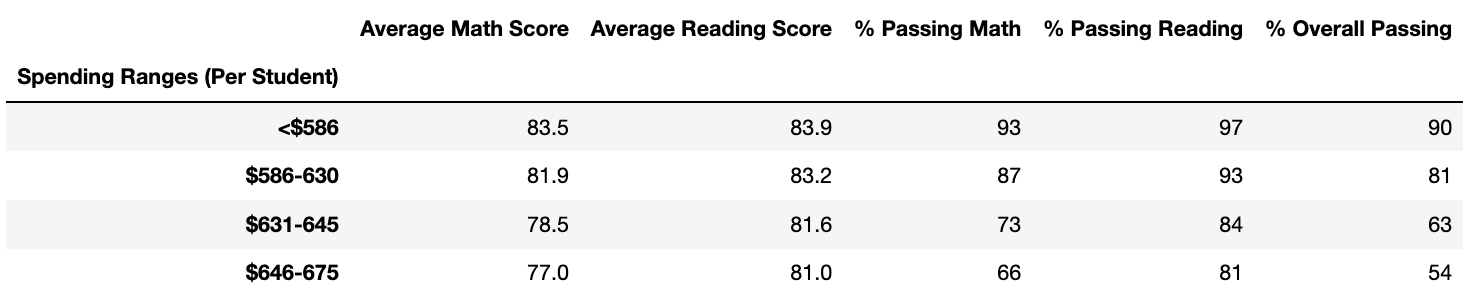 Average Math Score Average Reading Score % Passing Math % Passing Reading % Overall Passing
Spending Ranges (Per Student)
<$586 83.5 83.9 93 97 90
$586-630 81.9 83.2 87 93 81
$631-645 78.5 81.6 73 84 63
$646-675 77.0 81.0 66 81 54